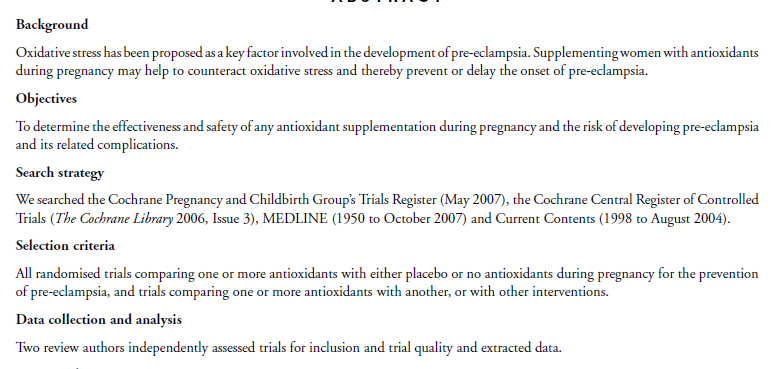 ABSTRACT
Background
Oxidative stress has been proposed as a key factor involved in the development of pre-eclampsia. Supplementing women with antioxidants
during pregnancy may help to counteract oxidative stress and thereby prevent or delay the onset of pre-eclampsia.
Objectives
To determine the effectiveness and safety of any antioxidant supplementation during pregnancy and the risk of developing pre-eclampsia
and its related complications.
Search strategy
We searched the Cochrane Pregnancy and Childbirth Group's Trials Register (May 2007), the Cochrane Central Register of Controlled
Trials (The Cochrane Library 2006, Issue 3), MEDLINE (1950 to October 2007) and Current Contents (1998 to August 2004).
Selection criteria
All randomised trials comparing one or more antioxidants with either placebo or no antioxidants during pregnancy for the prevention
of pre-eclampsia, and trials comparing one or more antioxidants with another, or with other interventions.
Data collection and analysis
Two review authors independently assessed trials for inclusion and trial quality and extracted data.